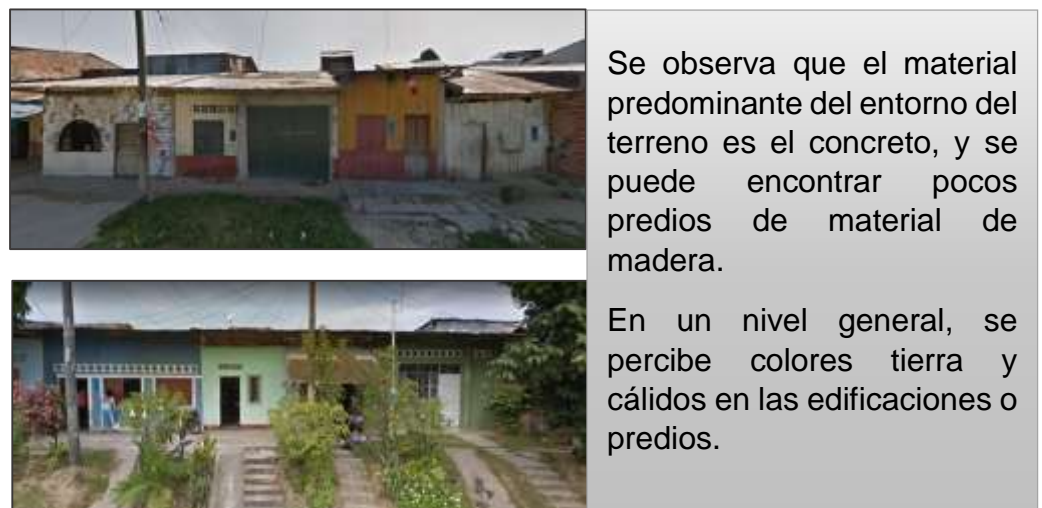 Se observa que el material
predominante del entorno del
terreno es el concreto, y se
puede encontrar pocos
predios de material de
madera.
En un nivel general, se
percibe colores tierra y
cálidos en las edificaciones o
predios.